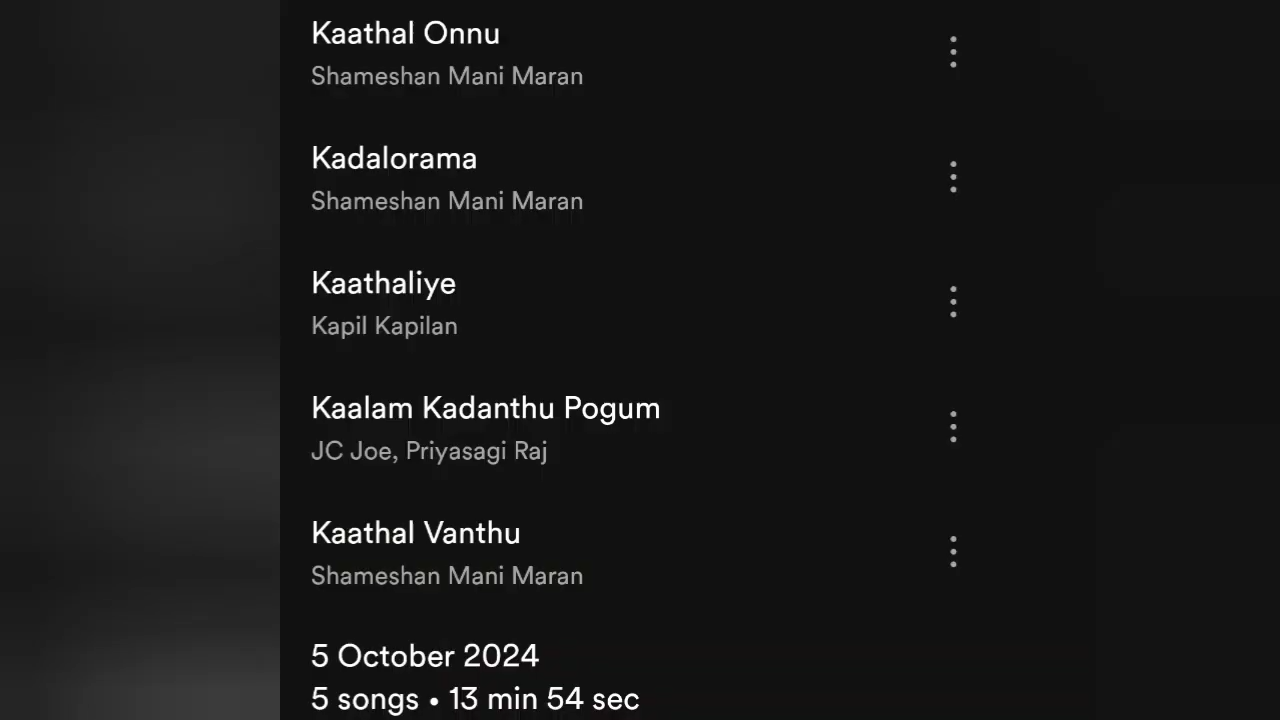 Kaathal Onnu
Shameshan Mani Maran
Kadalorama
Shameshan Mani Maran
Kaathaliye
Kapil Kapilan
Kaalam Kadanthu Pogum
JC Joe, Priyasagi Raj
Kaathal Vanthu
Shameshan Mani Maran
5 October 2024
5 songs • 13 min 54 sec